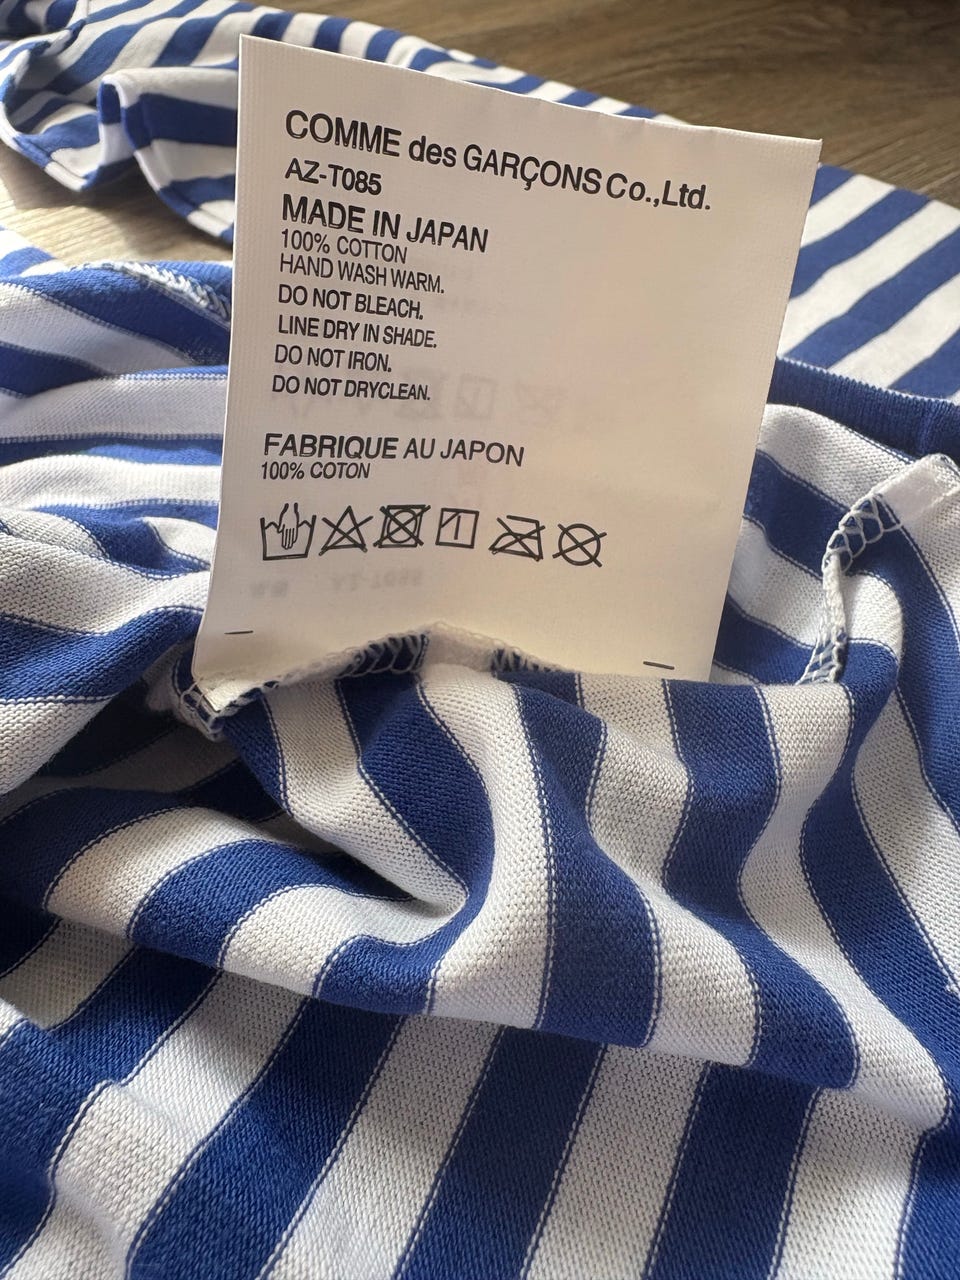 COMME des GARÇONS Co.,Ltd.
AZ-T085
MADE IN JAPAN
100% COTTON
HAND WASH WARM.
DO NOT BLEACH.
LINE DRY IN SHADE.
DO NOT IRON.
DO NOT DRYCLEAN.
FABRIQUE AU JAPON
100% COTON